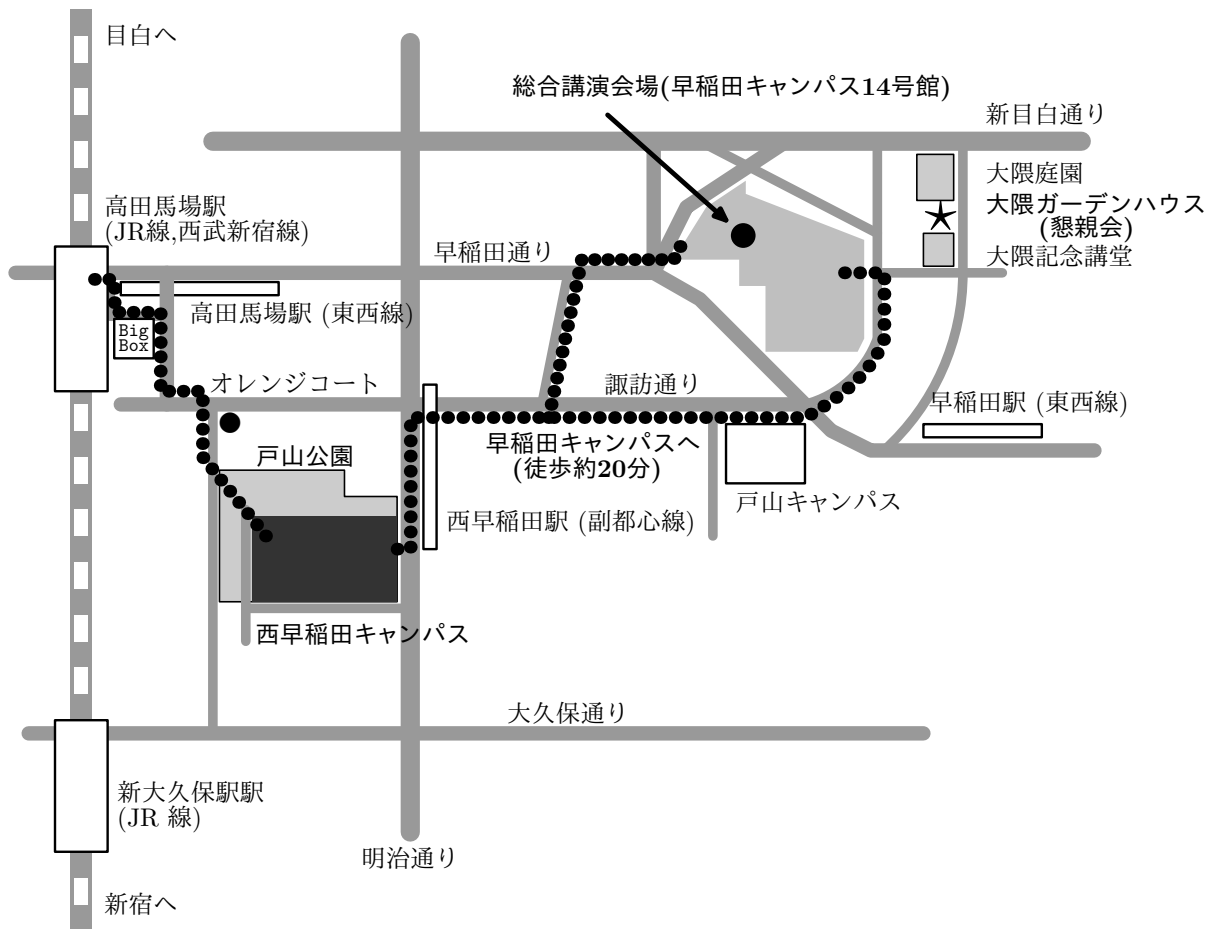 目白へ
総合講演会場(早稲田キャンパス14号館)
新目白通り
大隈庭園
大隈ガーデンハウス
(懇親会)
大隈記念講堂
高田馬場駅
(JR線,西武新宿線)
早稲田通り
高田馬場駅 (東西線)
Big
Box
オレンジコート
諏訪通り
早稲田駅 (東西線)
早稲田キャンパスへ
(徒歩約20分)
戸山公園
戸山キャンパス
西早稲田駅 (副都心線)
西早稲田キャンパス
大久保通り
新大久保駅駅
(JR 線)
明治通り
新宿へ